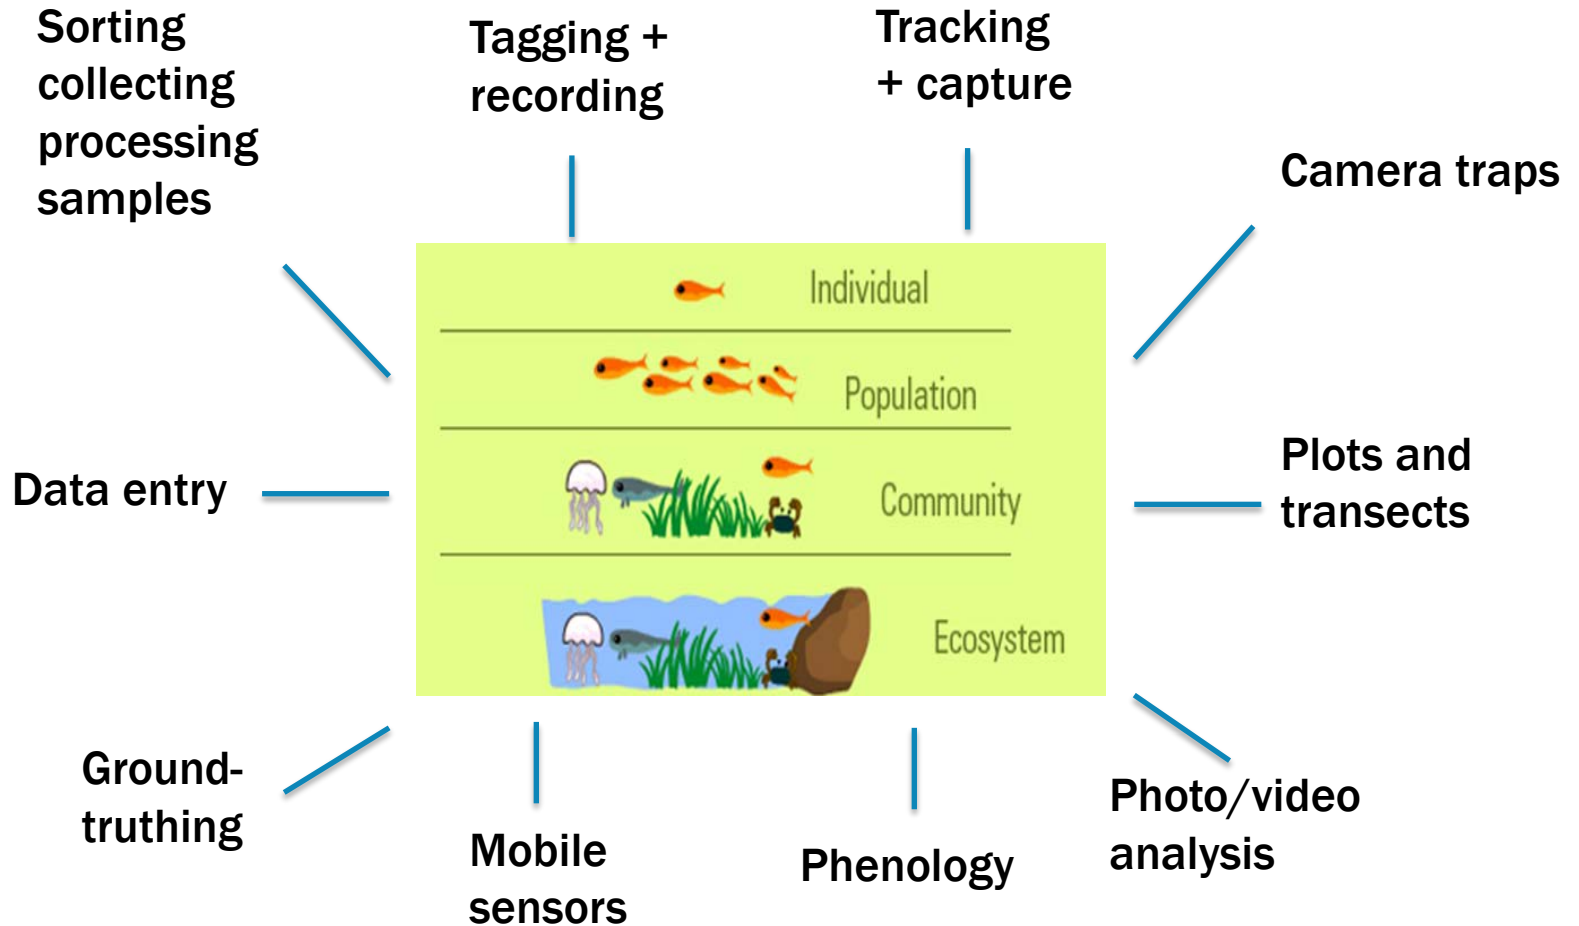 Sorting
collecting
processing
samples
Tagging +
recording
Tracking
+ capture
Camera traps
Individual
Population
Community
Ecosystem
Data entry
Plots and
transects
Ground-
truthing
Mobile
sensors
Phenology
Photo/video
analysis